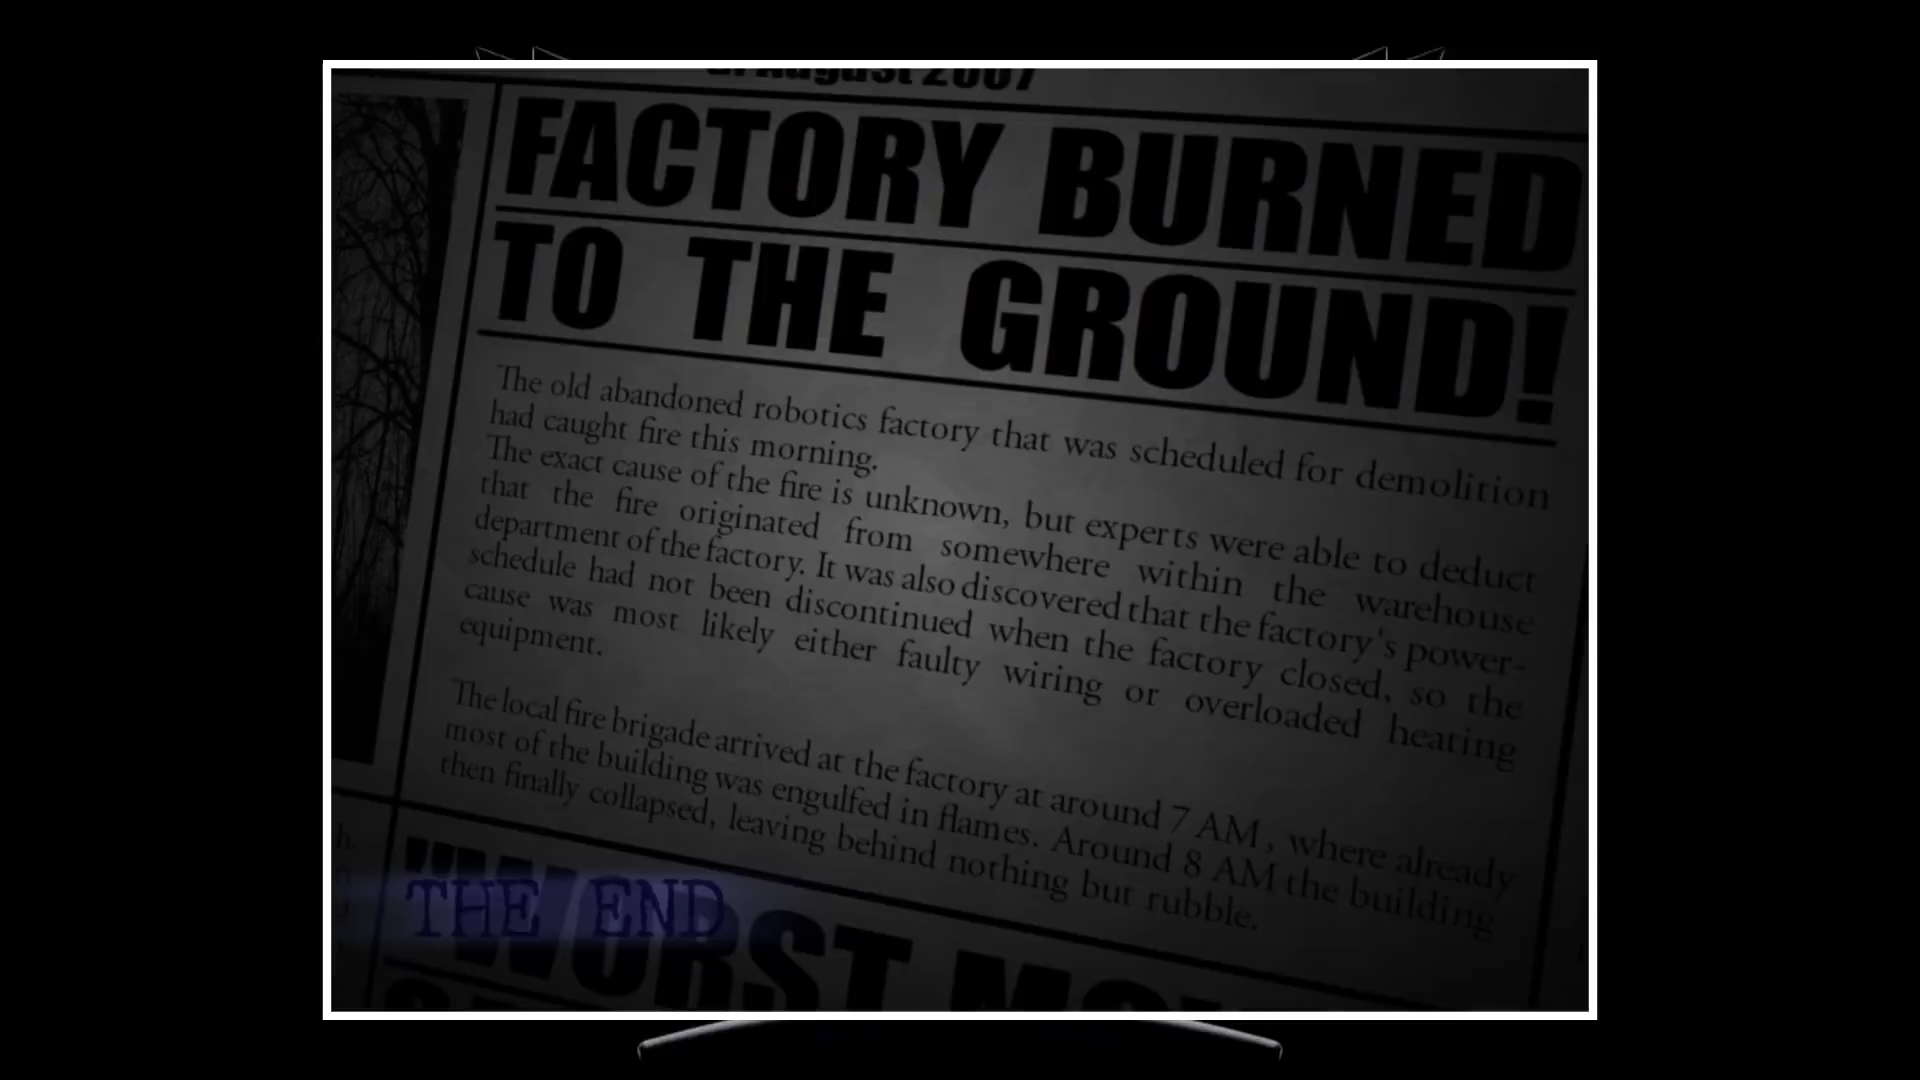 August 2007
FACTORY BURNED
TO THE GROUND!
The old abandoned robotics factory that was scheduled for demolition
had caught fire this morning.
The exact cause of the fire is unknown, but experts were able to deduct
that the fire originated from somewhere within the warehouse
department of the factory. It was also discovered that the factory's power-
schedule had not been discontinued when the factory closed, so the
cause was most likely either faulty wiring or overloaded heating
equipment.
The local fire brigade arrived at the factory at around 7 AM, where already
most of the building was engulfed in flames. Around 8 AM the building
then finally collapsed, leaving behind nothing but rubble.
"WORST
THE END